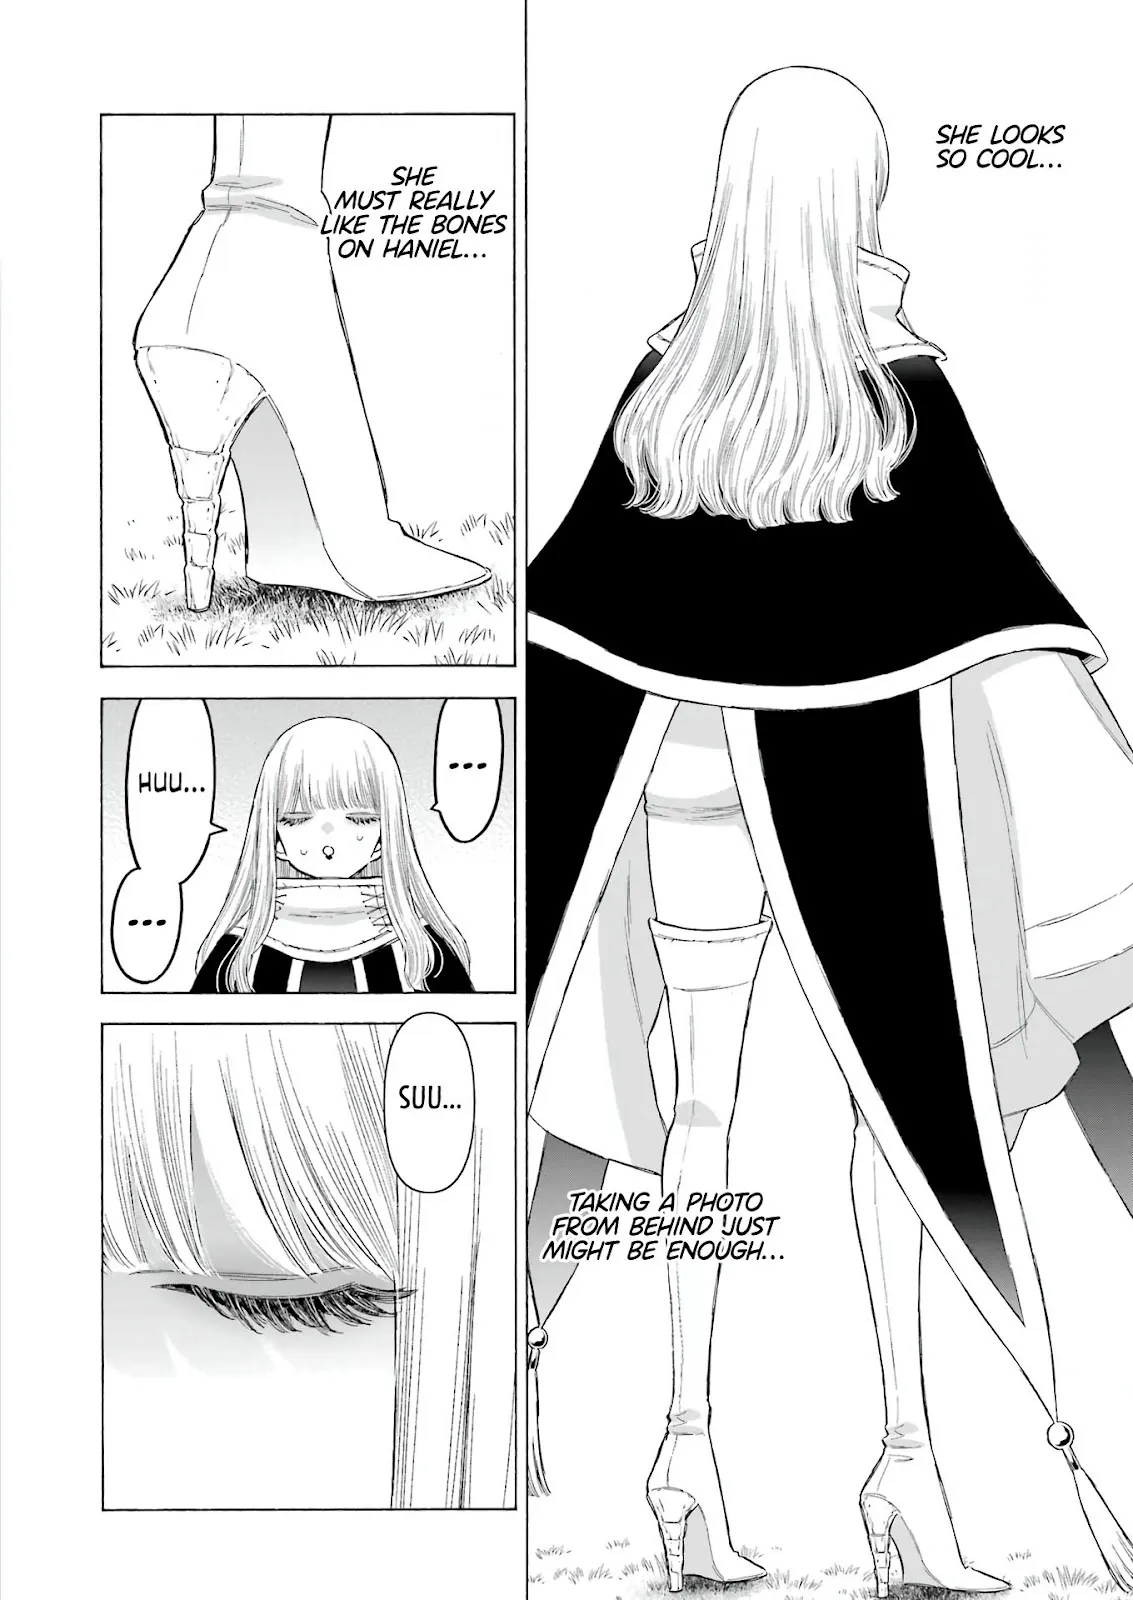 SHE LOOKS
SO COOL...
TAKING A PHOTO
FROM BEHIND JUST
MIGHT BE ENOUGH...
SHE
MUST REALLY
LIKE THE BONES
ON HANIEL...
...
HUU...
...
SUU...